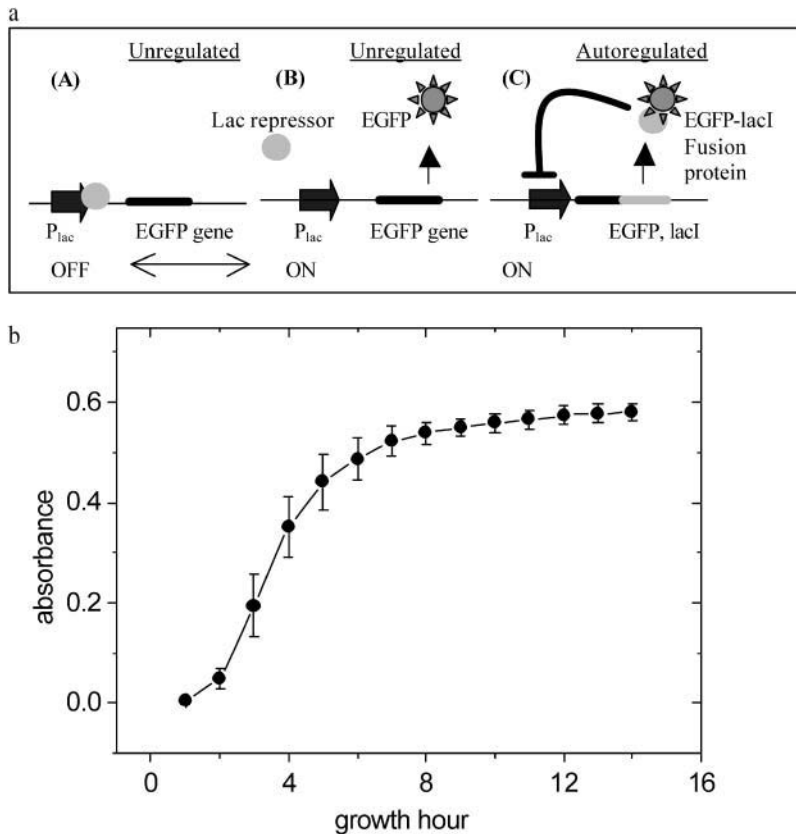 a
Unregulated Unregulated Autoregulated
(A) (B) (C)
Lac repressor EGFP EGFP-lacI
Fusion
protein
Plac EGFP gene Plac EGFP gene Plac EGFP, lacI
OFF ON ON
b
0.6
0.4
0.2
0.0
absorbance
0 4 8 12 16
growth hour